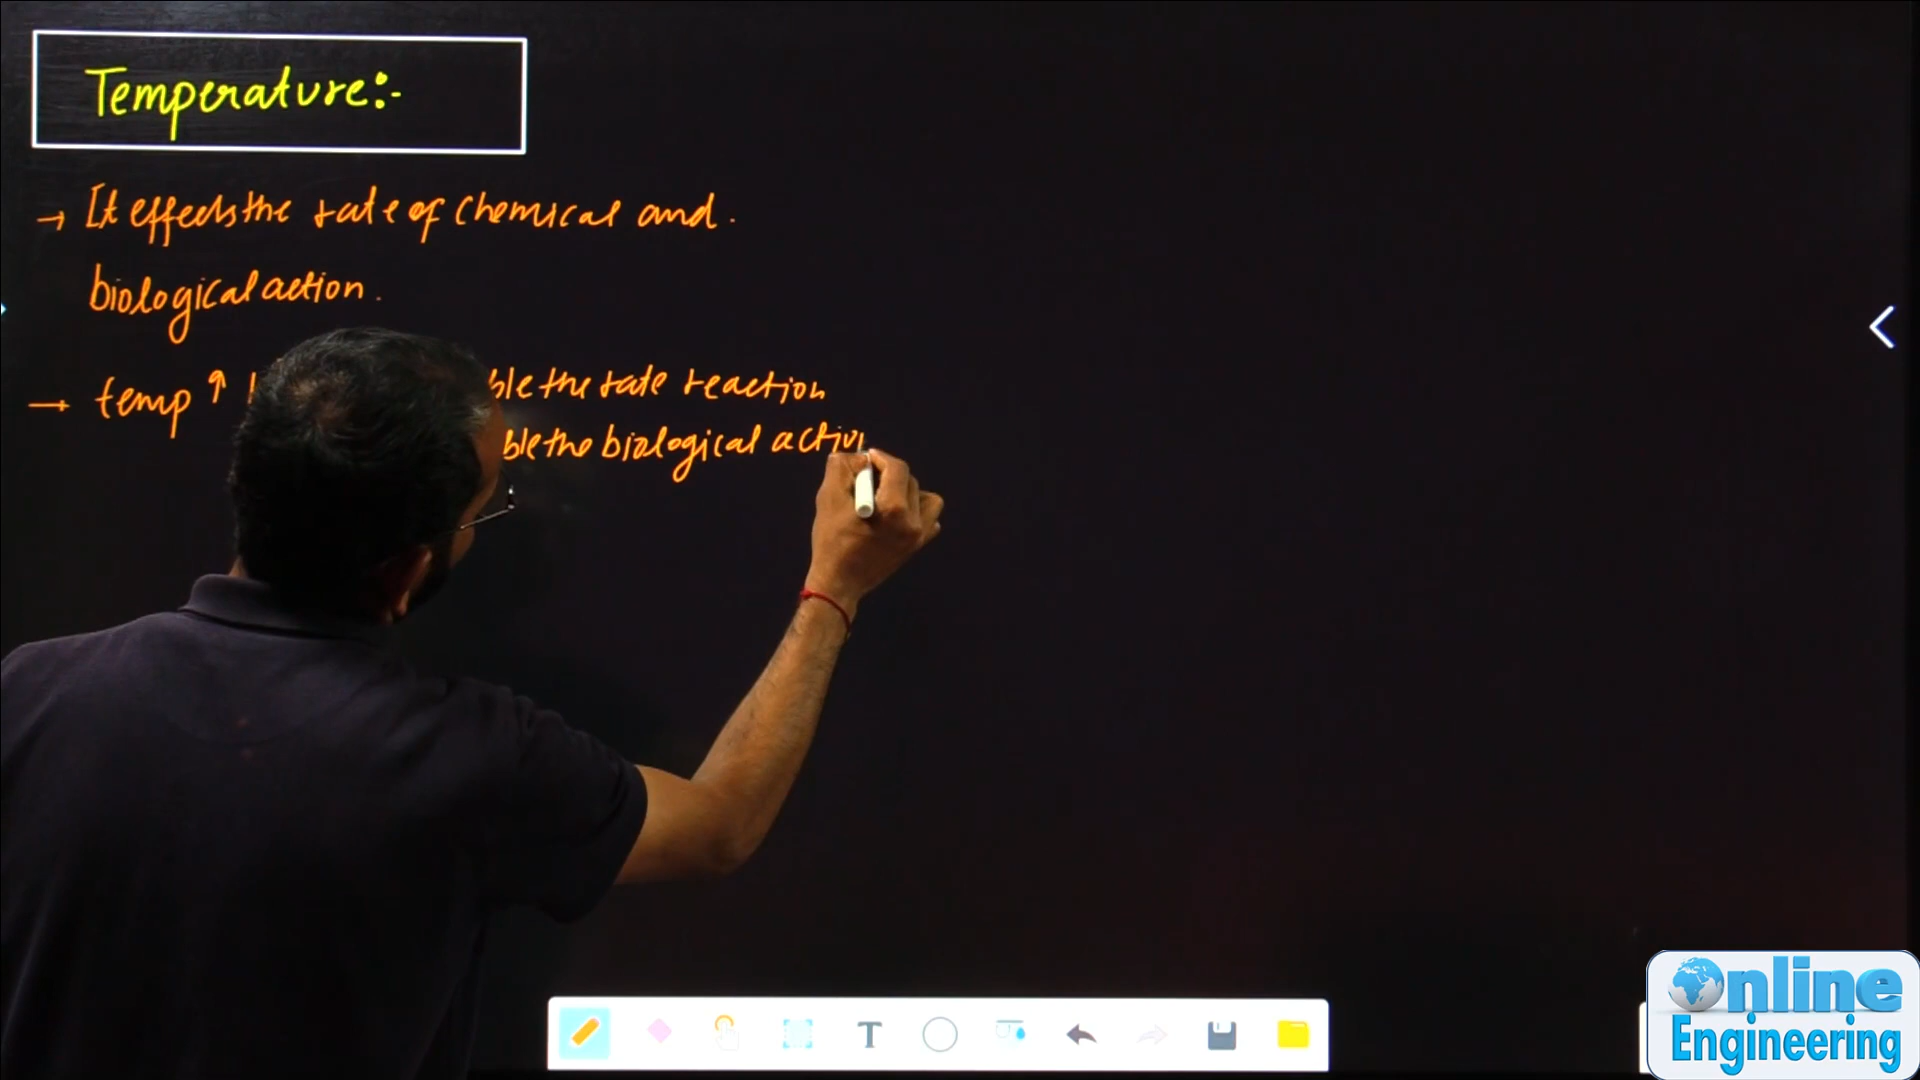 Temperature:-
→ It effects the rate of chemical and.
biological action.
→ temp ↑ ble the rate reaction
ble the biological activ
T
Online
Engineering